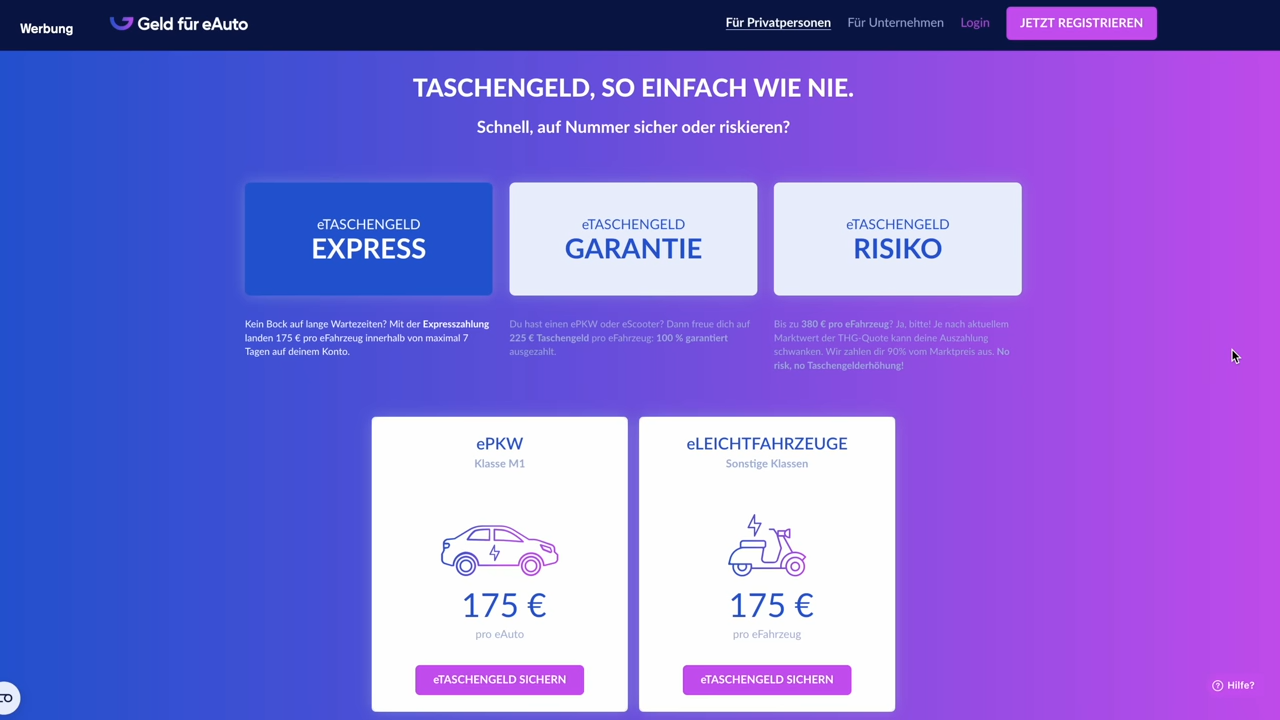 Werbung
Geld für eAuto
Für Privatpersonen
Für Unternehmen
Login
JETZT REGISTRIEREN
TASCHENGELD, SO EINFACH WIE NIE.
Schnell, auf Nummer sicher oder riskieren?
eTASCHENGELD
EXPRESS
Kein Bock auf lange Wartezeiten? Mit der Expresszahlung
landen 175 € pro eFahrzeug innerhalb von maximal 7
Tagen auf deinem Konto.
eTASCHENGELD
GARANTIE
Du hast einen ePKW oder eScooter? Dann freue dich auf
225 € Taschengeld pro eFahrzeug: 100 % garantiert
ausgezahlt.
eTASCHENGELD
RISIKO
Bis zu 380 € pro eFahrzeug? Ja, bitte! Je nach aktuellem
Marktwert der THG-Quote kann deine Auszahlung
schwanken. Wir zahlen dir 90% vom Marktpreis aus. No
risk, no Taschengelderhöhung!
ePKW
Klasse M1
175 €
pro eAuto
eTASCHENGELD SICHERN
eLEICHTFAHRZEUGE
Sonstige Klassen
175 €
pro eFahrzeug
eTASCHENGELD SICHERN
Hilfe?